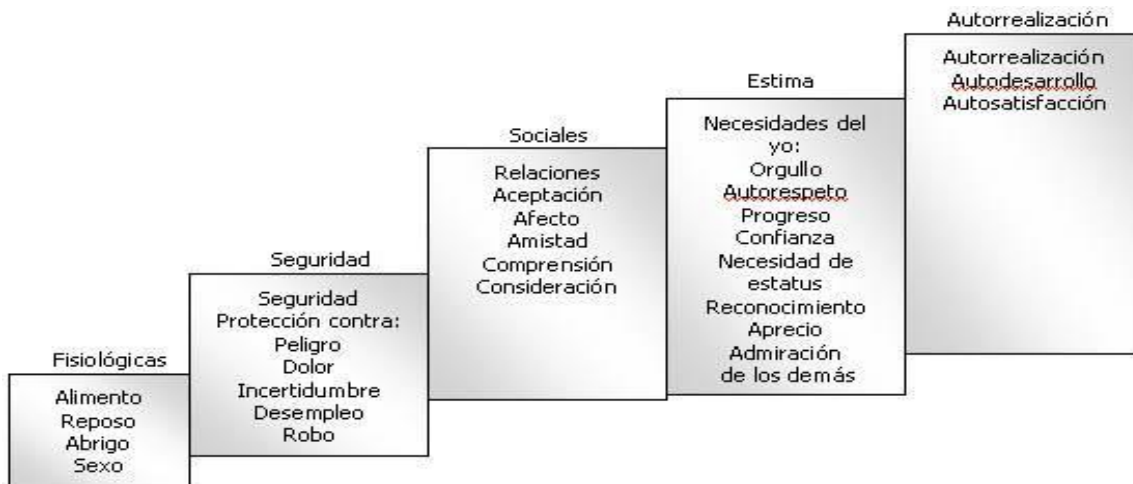 Fisiológicas
Alimento
Reposo
Abrigo
Sexo
Seguridad
Seguridad
Protección contra:
Peligro
Dolor
Incertidumbre
Desempleo
Robo
Sociales
Relaciones
Aceptación
Afecto
Amistad
Comprensión
Consideración
Estima
Necesidades del
yo:
Orgullo
Autorespeto
Progreso
Confianza
Necesidad de
estatus
Reconocimiento
Aprecio
Admiración
de los demás
Autorrealización
Autorrealización
Autodesarrollo
Autosatisfacción